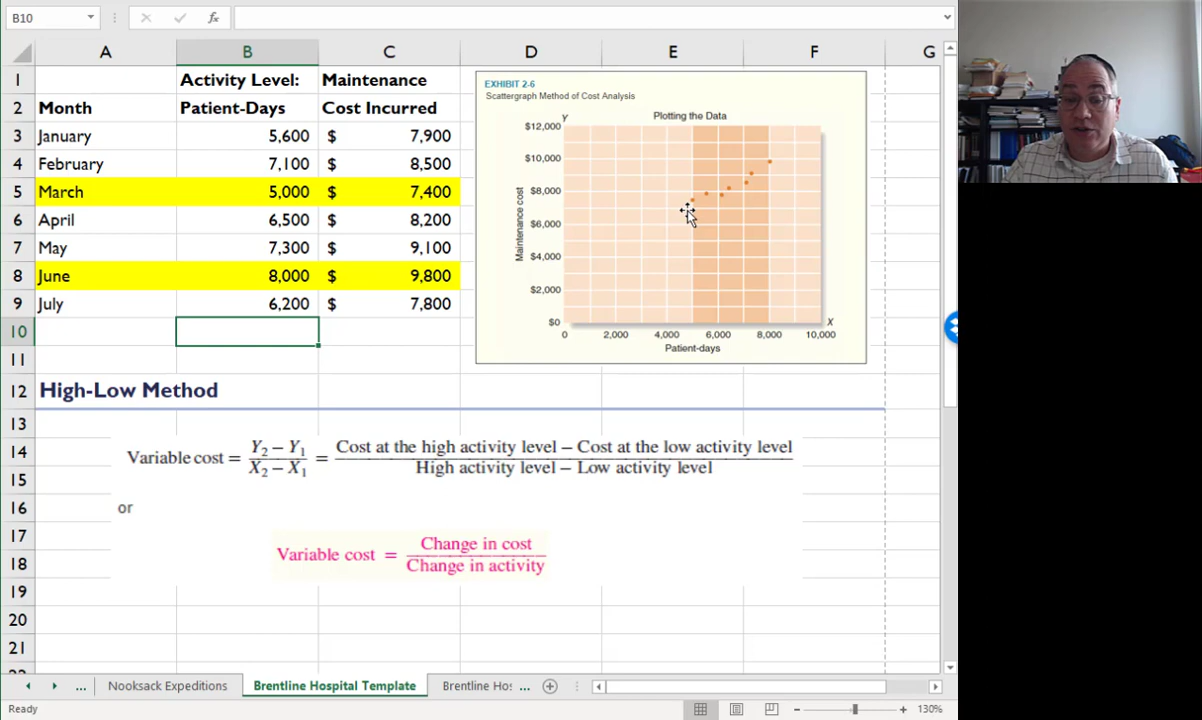 B10
fx
A B C D E F G
1 Activity Level: Maintenance
2 Month Patient-Days Cost Incurred
3 January 5,600 $ 7,900
4 February 7,100 $ 8,500
5 March 5,000 $ 7,400
6 April 6,500 $ 8,200
7 May 7,300 $ 9,100
8 June 8,000 $ 9,800
9 July 6,200 $ 7,800
10
11
EXHIBIT 2-6
Scattergraph Method of Cost Analysis
Plotting the Data
Y
$12,000
$10,000
$8,000
$6,000
$4,000
$2,000
$0
Maintenance cost
X
0 2,000 4,000 6,000 8,000 10,000
Patient-days
12 High-Low Method
13
14
15
Variable cost = Y2 – Y1 / X2 – X1 = Cost at the high activity level – Cost at the low activity level / High activity level – Low activity level
16 or
17
18
Variable cost = Change in cost / Change in activity
19
20
21
... Nooksack Expeditions Brentline Hospital Template Brentline Hos ...
Ready 130%